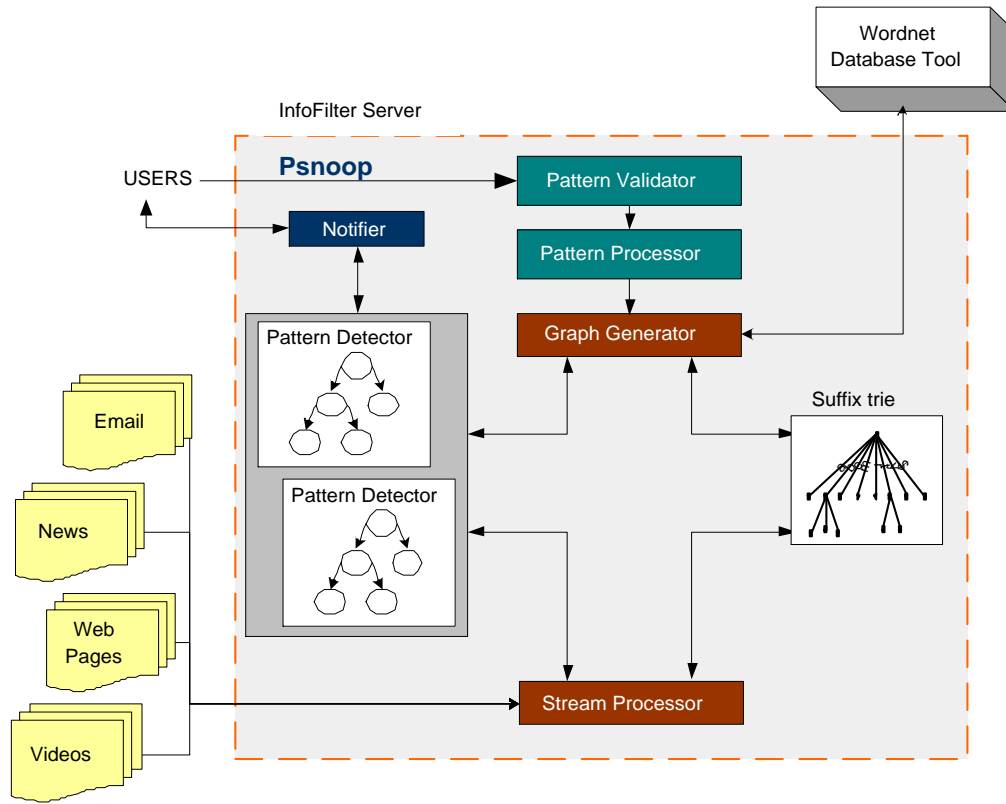 Wordnet
Database Tool
InfoFilter Server
Psnoop
USERS
Pattern Validator
Notifier
Pattern Processor
Pattern Detector
Graph Generator
Email
Suffix trie
Pattern Detector
News
Web
Pages
Stream Processor
Videos